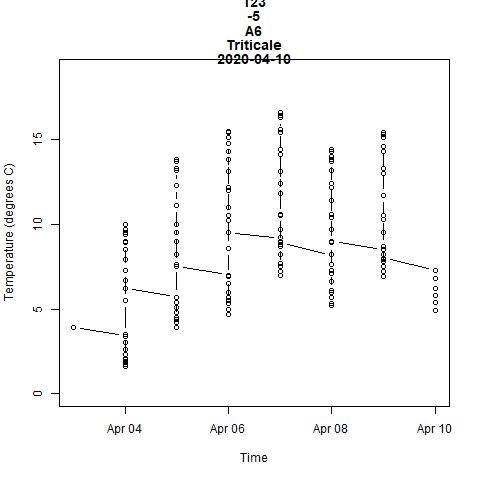 123
-5
A6
Triticale
2020-04-10
Temperature (degrees C)
15
10
5
0
Apr 04
Apr 06
Apr 08
Apr 10
Time